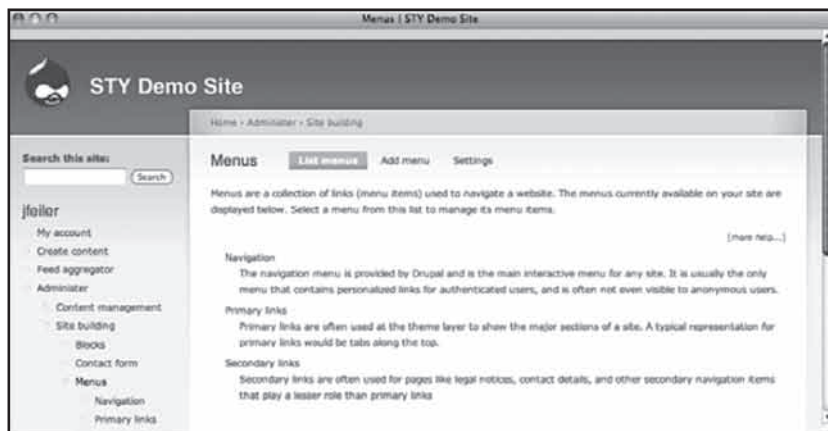 Menus | STY Demo Site
STY Demo Site
Home › Administer › Site building
Search this site:
Search
jfeiler
My account
Create content
Feed aggregator
Administer
Content management
Site building
Blocks
Contact form
Menus
Navigation
Primary links
Menus
List menus
Add menu
Settings
Menus are a collection of links (menu items) used to navigate a website. The menus currently available on your site are
displayed below. Select a menu from this list to manage its menu items.
[more help...]
Navigation
The navigation menu is provided by Drupal and is the main interactive menu for any site. It is usually the only
menu that contains personalized links for authenticated users, and is often not even visible to anonymous users.
Primary links
Primary links are often used at the theme layer to show the major sections of a site. A typical representation for
primary links would be tabs along the top.
Secondary links
Secondary links are often used for pages like legal notices, contact details, and other secondary navigation items
that play a lesser role than primary links